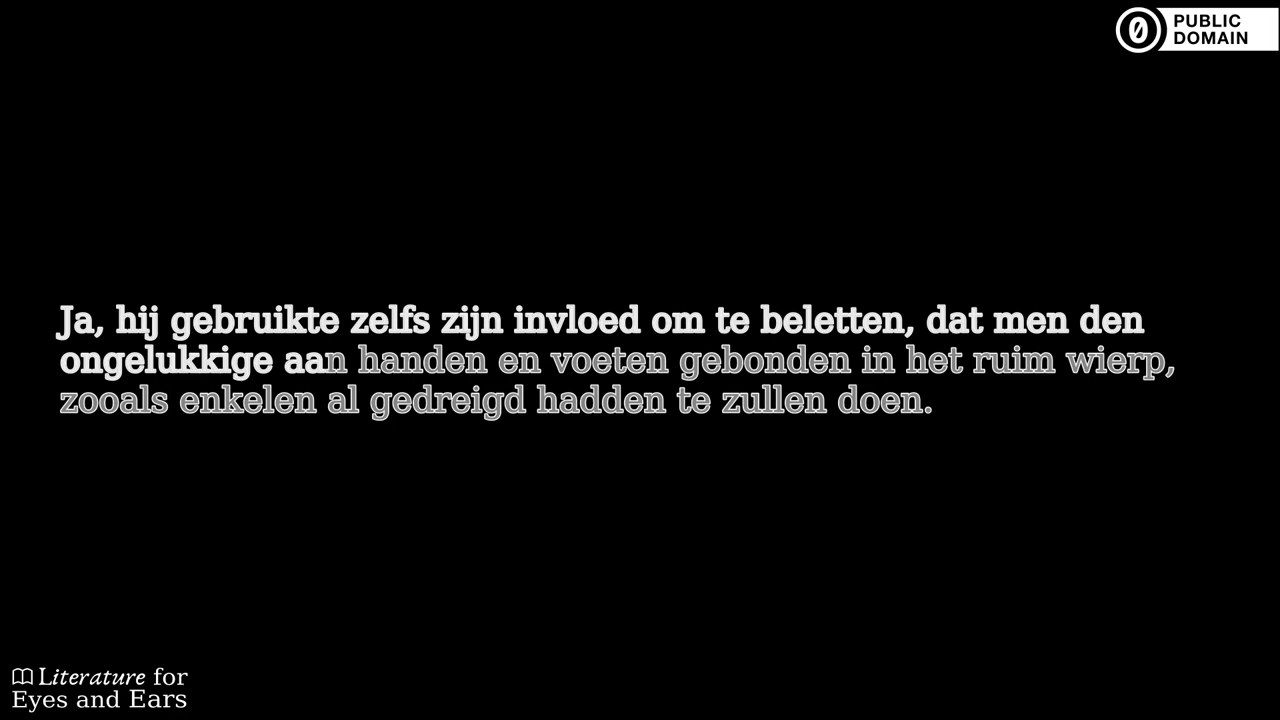 PUBLIC
DOMAIN
Ja, hij gebruikte zelfs zijn invloed om te beletten, dat men den
ongelukkige aan handen en voeten gebonden in het ruim wierp,
zooals enkelen al gedreigd hadden te zullen doen.
Literature for
Eyes and Ears